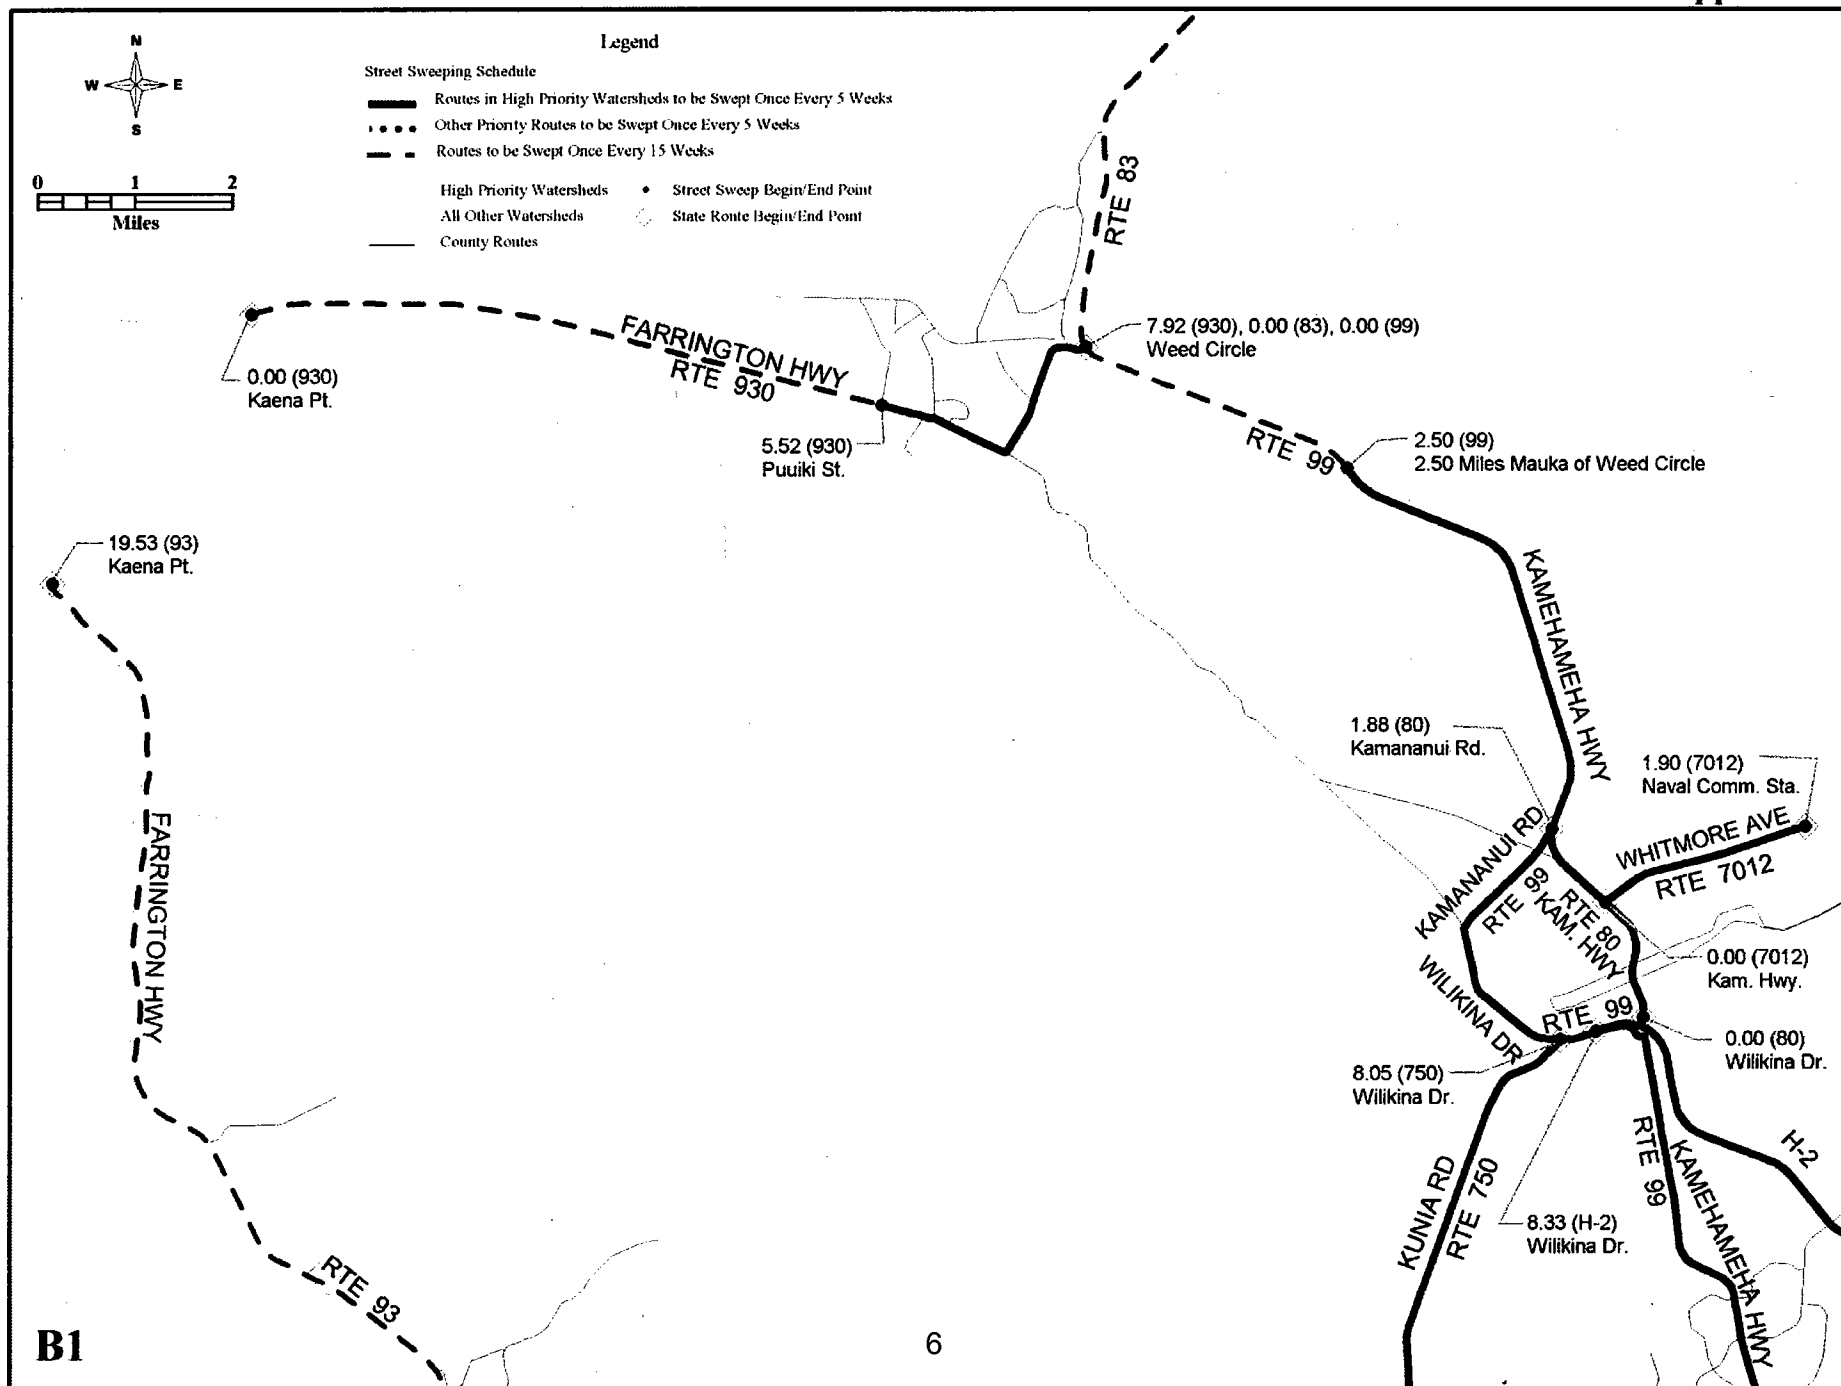 N
W E
S
0 1 2
Miles
Legend
Street Sweeping Schedule
Routes in High Priority Watersheds to be Swept Once Every 5 Weeks
Other Priority Routes to be Swept Once Every 5 Weeks
Routes to be Swept Once Every 15 Weeks
High Priority Watersheds
Street Sweep Begin/End Point
All Other Watersheds
State Route Begin/End Point
County Routes
RTE 83
7.92 (930), 0.00 (83), 0.00 (99)
Weed Circle
FARRINGTON HWY
RTE 930
0.00 (930)
Kaena Pt.
5.52 (930)
Puuiki St.
RTE 99
2.50 (99)
2.50 Miles Mauka of Weed Circle
19.53 (93)
Kaena Pt.
KAMEHAMEHA HWY
1.88 (80)
Kamananui Rd.
1.90 (7012)
Naval Comm. Sta.
WHITMORE AVE
RTE 7012
KAMANANUI RD
RTE 99
RTE 80
KAM. HWY
FARRINGTON HWY
0.00 (7012)
Kam. Hwy.
WILIKINA DR
RTE 99
0.00 (80)
Wilikina Dr.
8.05 (750)
Wilikina Dr.
H-2
RTE 99
KAMEHAMEHA HWY
KUNIA RD
RTE 750
8.33 (H-2)
Wilikina Dr.
RTE 93
B1
6